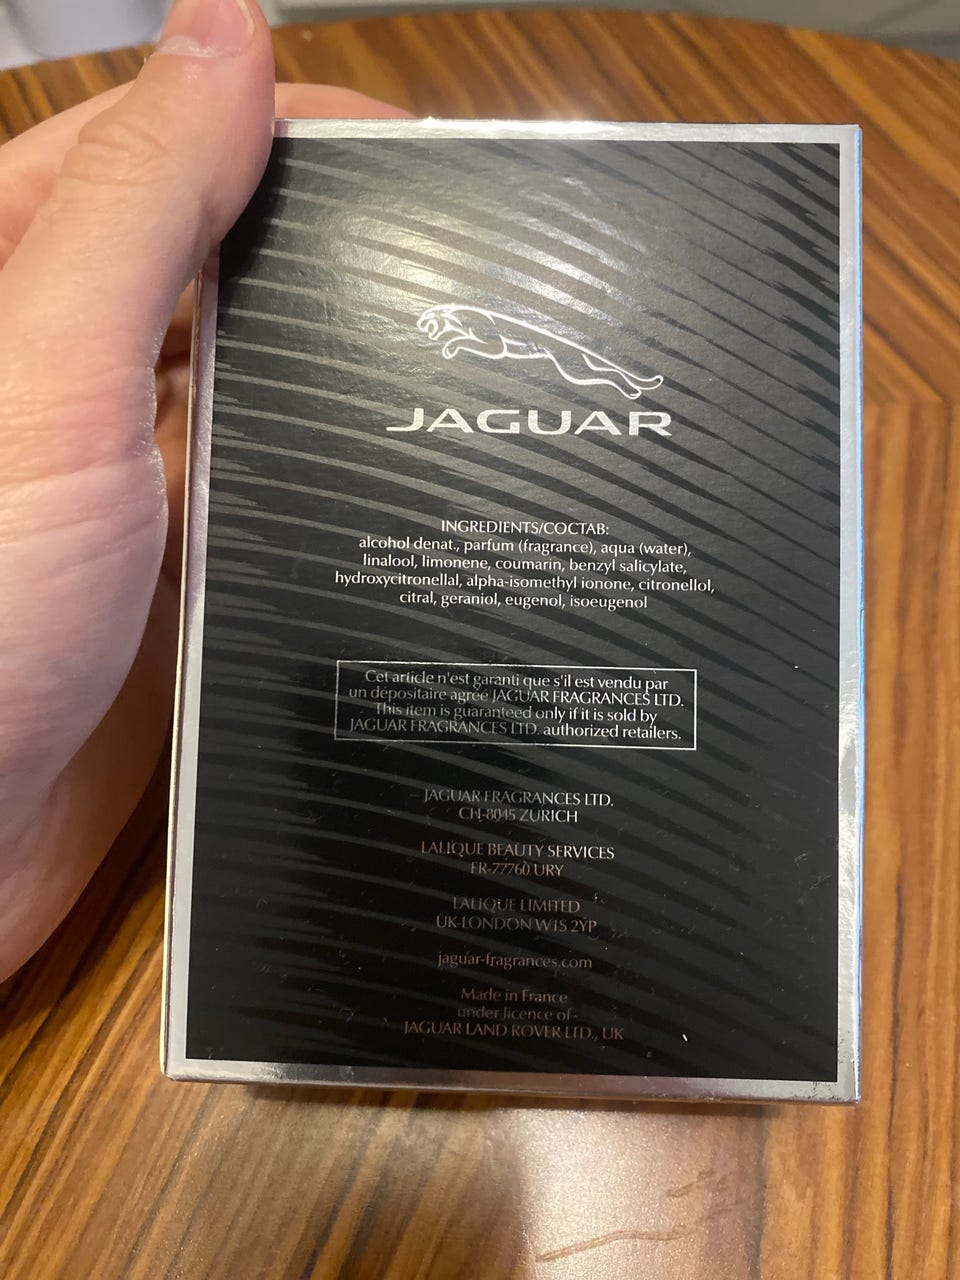 JAGUAR
INGREDIENTS/СОСТАВ:
alcohol denat., parfum (fragrance), aqua (water),
linalool, limonene, coumarin, benzyl salicylate,
hydroxycitronellal, alpha-isomethyl ionone, citronellol,
citral, geraniol, eugenol, isoeugenol
Cet article n'est garanti que s'il est vendu par
un dépositaire agréé JAGUAR FRAGRANCES LTD.
This item is guaranteed only if it is sold by
JAGUAR FRAGRANCES LTD. authorized retailers.
JAGUAR FRAGRANCES LTD.
CH-8045 ZURICH
LALIQUE BEAUTY SERVICES
FR-77760 URY
LALIQUE LIMITED
UK-LONDON W1S 2YP
jaguar-fragrances.com
Made in France
under licence of
JAGUAR LAND ROVER LTD., UK